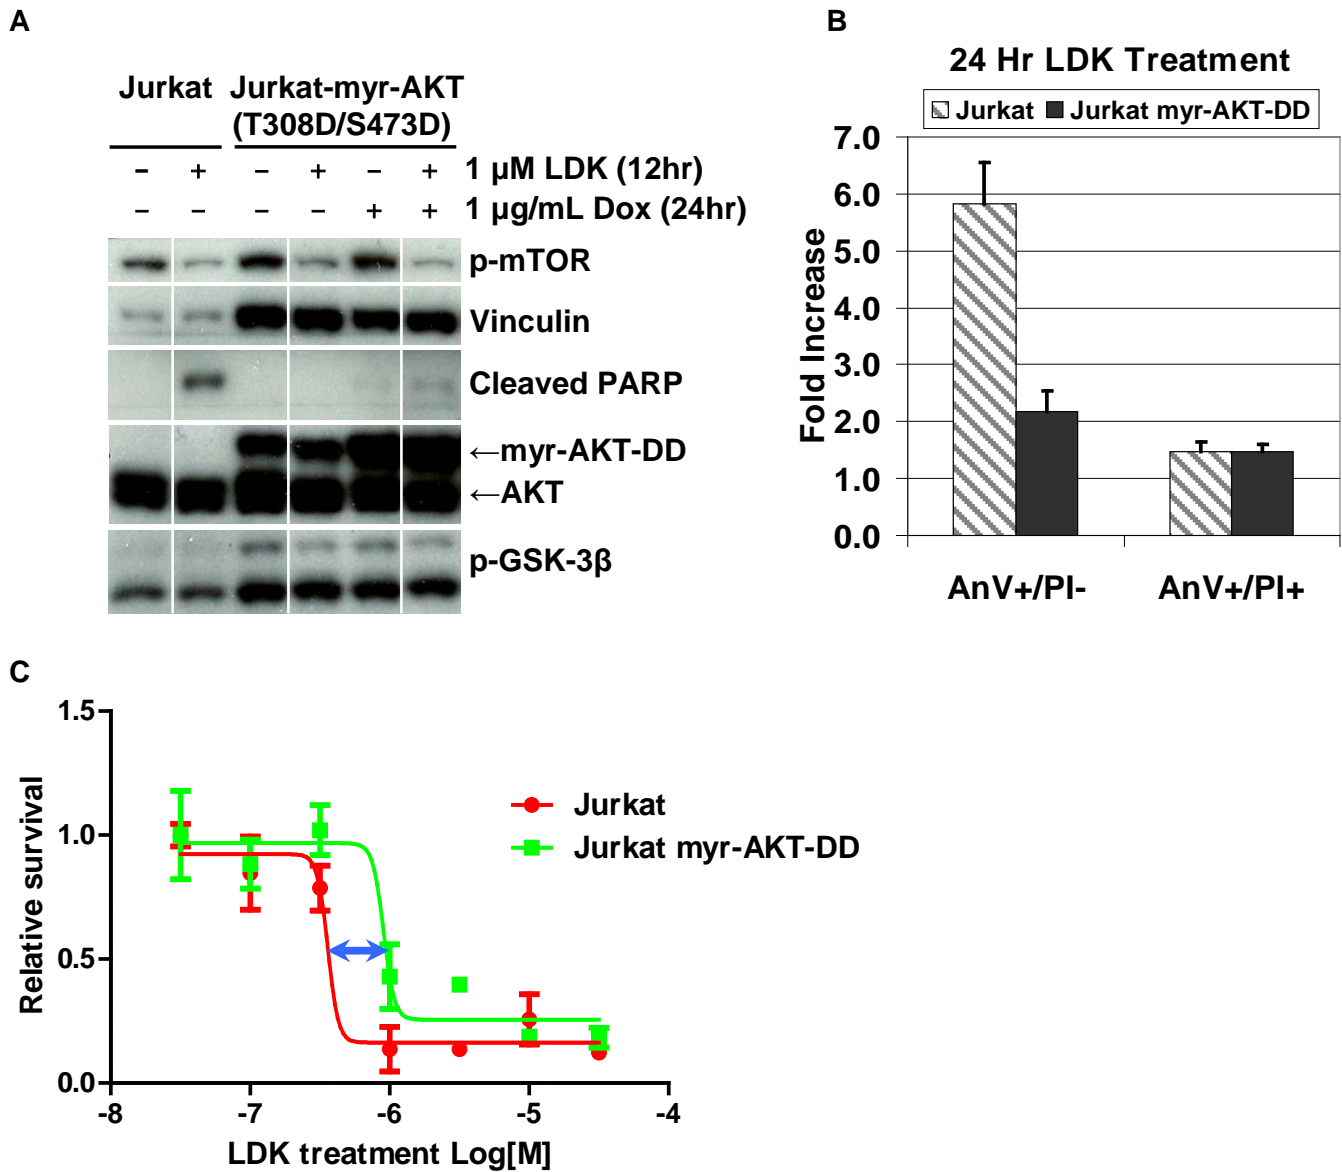 A
Jurkat Jurkat-myr-AKT
(T308D/S473D)
– + – + – + 1 µM LDK (12hr)
– – – – + + 1 µg/mL Dox (24hr)
p-mTOR
Vinculin
Cleaved PARP
←myr-AKT-DD
←AKT
p-GSK-3β
B
24 Hr LDK Treatment
Jurkat Jurkat myr-AKT-DD
Fold Increase
7.0
6.0
5.0
4.0
3.0
2.0
1.0
0.0
AnV+/PI- AnV+/PI+
C
Relative survival
1.5
1.0
0.5
0.0
Jurkat
Jurkat myr-AKT-DD
-8 -7 -6 -5 -4
LDK treatment Log[M]